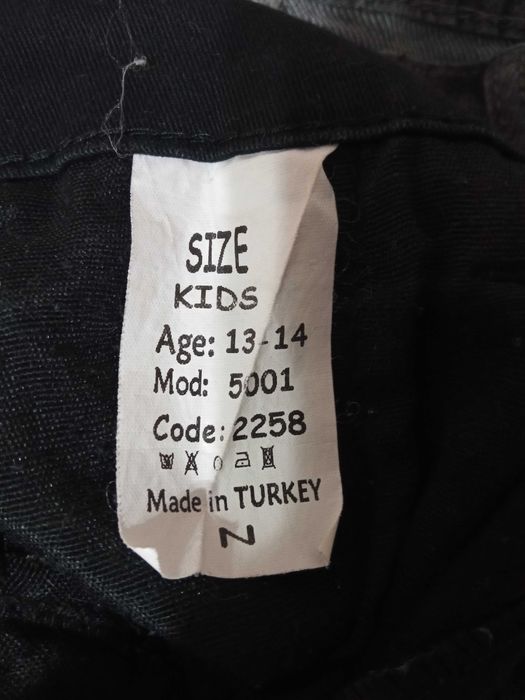 SIZE
KIDS
Age: 13-14
Mod: 5001
Code: 2258
Made in TURKEY
N